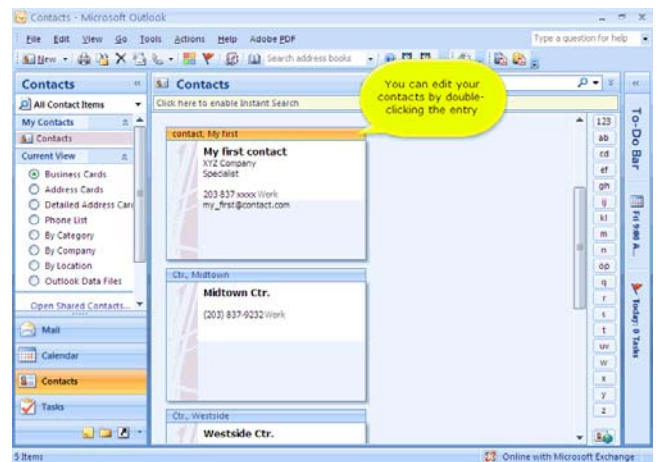 Contacts - Microsoft Outlook
File Edit View Go Tools Actions Help Adobe PDF
Type a question for help
New
Search address books
Contacts
All Contact Items
My Contacts
Contacts
Current View
Business Cards
Address Cards
Detailed Address Card
Phone List
By Category
By Company
By Location
Outlook Data Files
Open Shared Contacts...
Mail
Calendar
Contacts
Tasks
5 Items
Contacts
Click here to enable Instant Search
You can edit your
contacts by double-
clicking the entry
contact, My first
My first contact
XYZ Company
Specialist
203-837-xxxx Work
my_first@contact.com
Ctr., Midtown
Midtown Ctr.
(203) 837-9232 Work
Ctr., Westside
Westside Ctr.
123
ab
cd
ef
gh
ij
kl
m
n
op
q
r
s
t
uv
w
x
y
z
To-Do Bar
Fri 9:00 A...
Today: 0 Tasks
Online with Microsoft Exchange